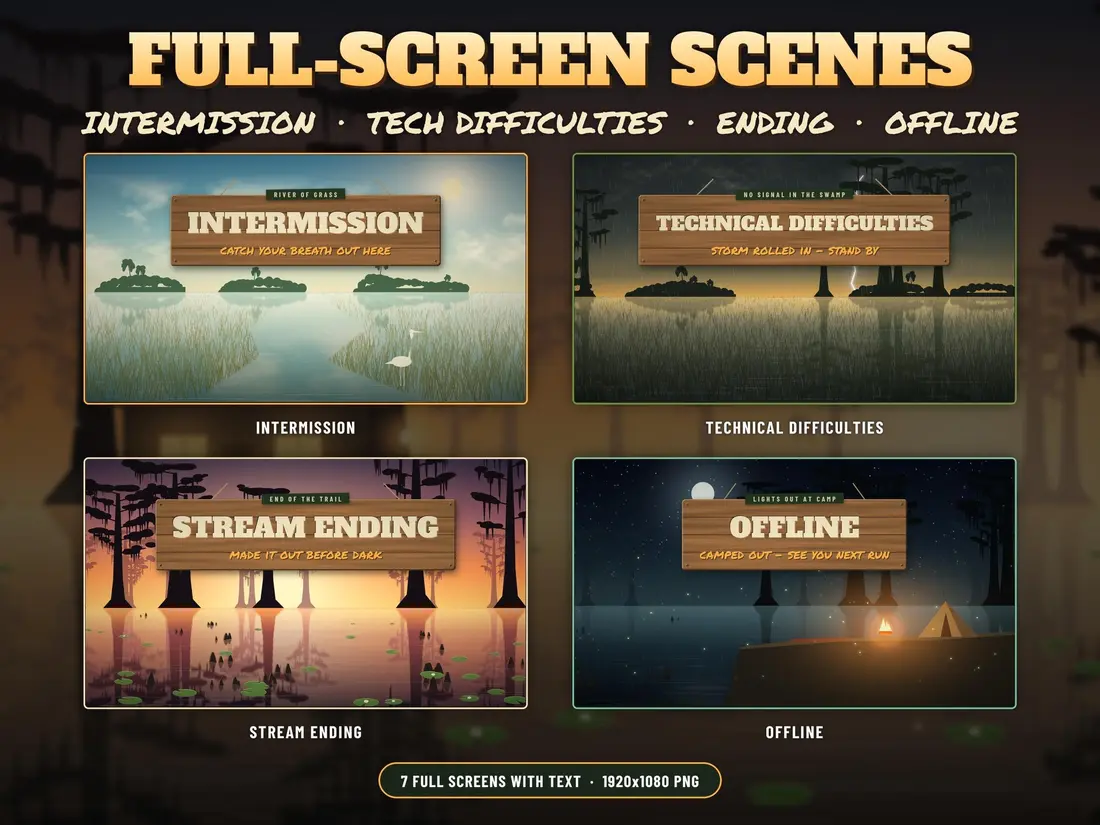 FULL-SCREEN SCENES
INTERMISSION · TECH DIFFICULTIES · ENDING · OFFLINE
RIVER OF GRASS
INTERMISSION
CATCH YOUR BREATH OUT HERE
INTERMISSION
NO SIGNAL IN THE SWAMP
TECHNICAL DIFFICULTIES
STORM ROLLED IN – STAND BY
TECHNICAL DIFFICULTIES
END OF THE TRAIL
STREAM ENDING
MADE IT OUT BEFORE DARK
STREAM ENDING
LIGHTS OUT AT CAMP
OFFLINE
CAMPED OUT – SEE YOU NEXT RUN
OFFLINE
7 FULL SCREENS WITH TEXT · 1920x1080 PNG